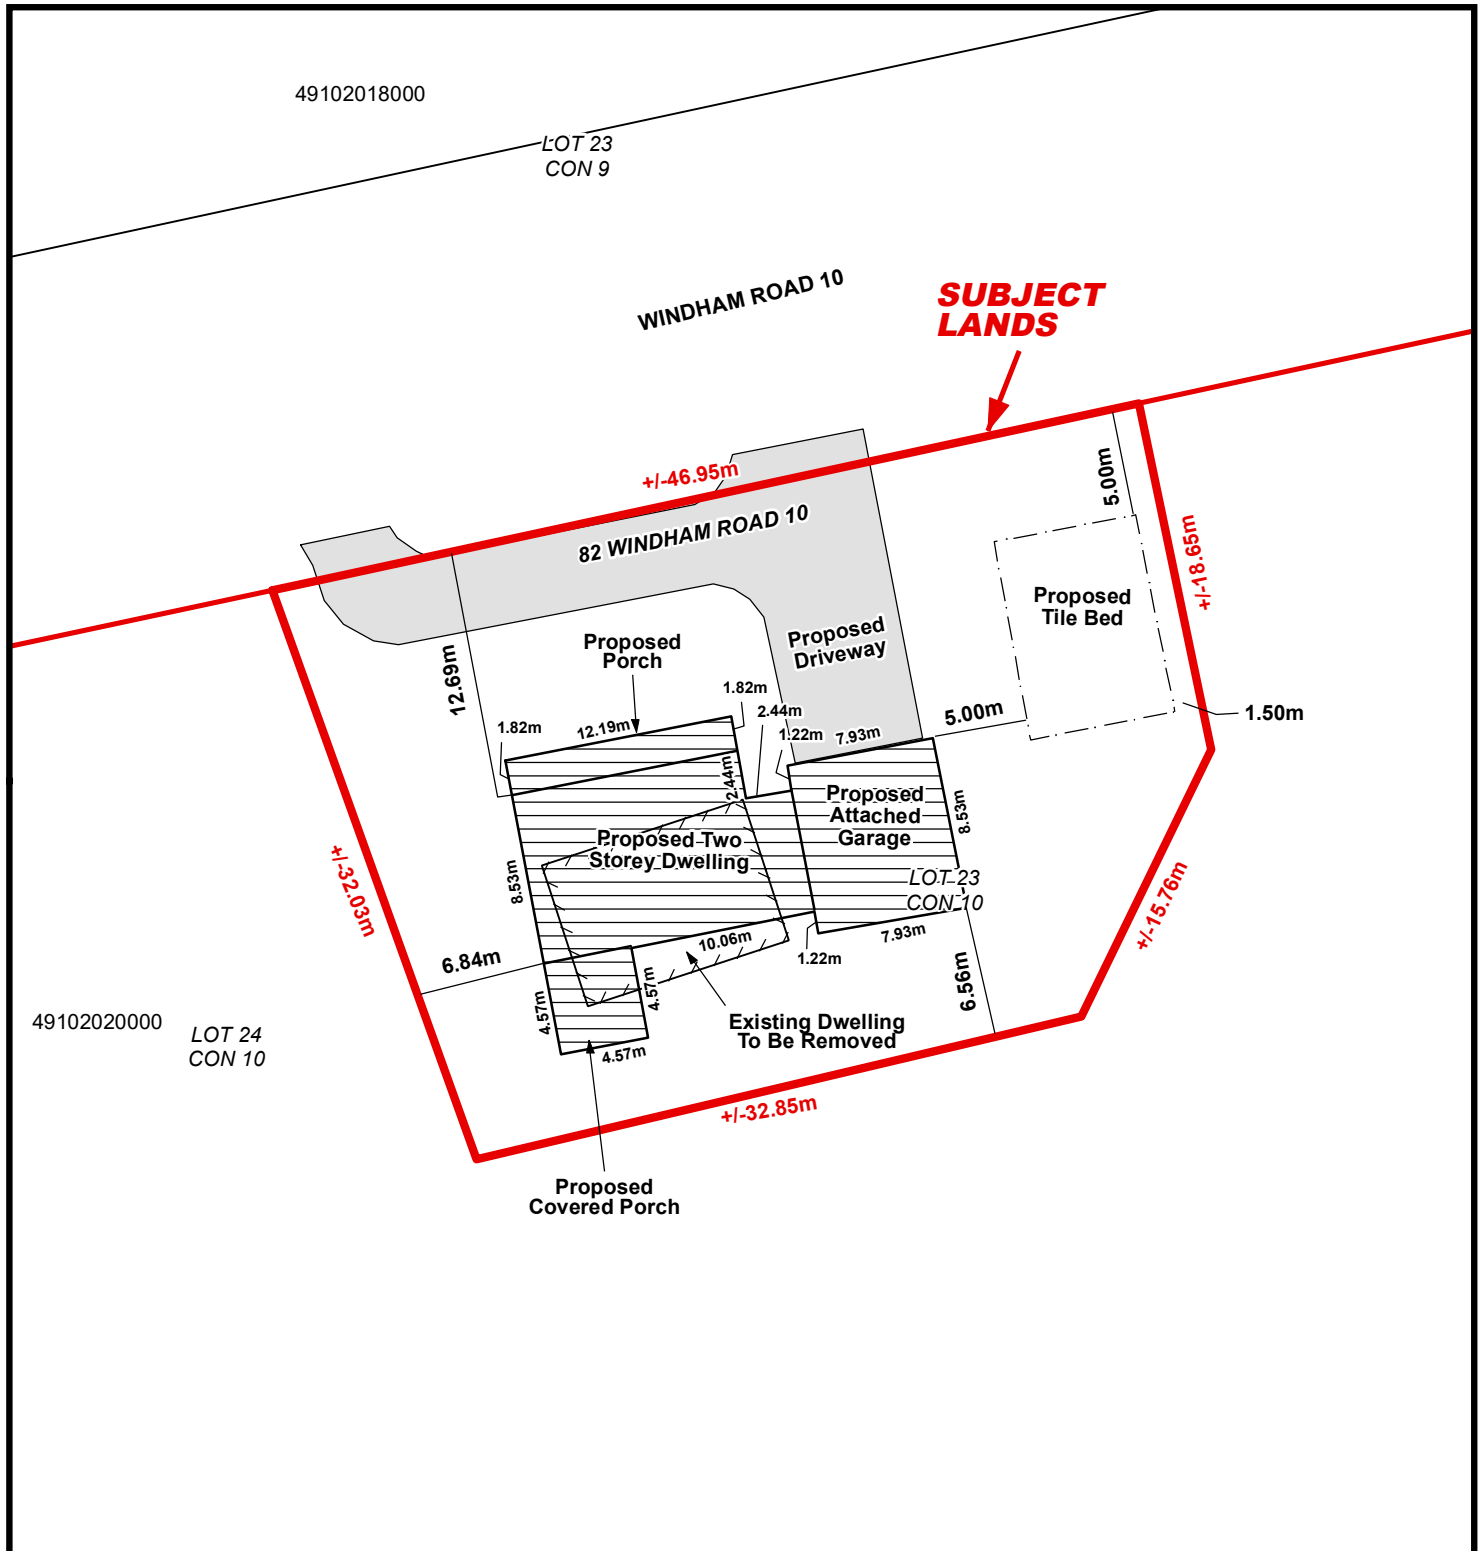 49102018000
LOT 23
CON 9
WINDHAM ROAD 10
SUBJECT
LANDS
+/-46.95m
82 WINDHAM ROAD 10
5.00m
+/-18.65m
Proposed
Tile Bed
Proposed
Driveway
Proposed
Porch
12.69m
1.82m
12.19m
1.82m
2.44m
1.22m
7.93m
5.00m
1.50m
2.44m
Proposed
Attached
Garage
8.53m
Proposed Two
Storey Dwelling
8.53m
+/-32.03m
LOT 23
CON 10
+/-15.76m
10.06m
7.93m
1.22m
6.84m
6.56m
4.57m
4.57m
4.57m
Existing Dwelling
To Be Removed
49102020000
LOT 24
CON 10
+/-32.85m
Proposed
Covered Porch